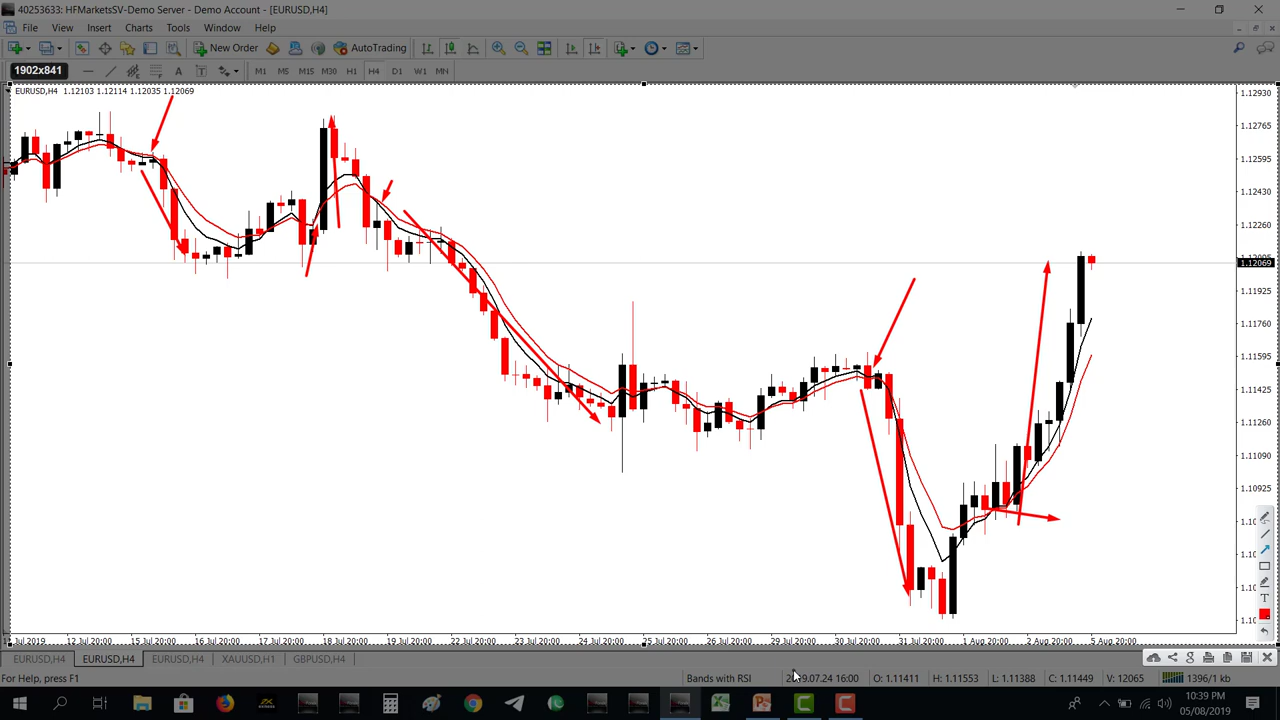 40253633: HFMarketsSV-Demo Server - Demo Account - [EURUSD,H4]
File View Insert Charts Tools Window Help
New Order AutoTrading
1902x841
A T M1 M5 M15 M30 H1 H4 D1 W1 MN
EURUSD,H4 1.12103 1.12114 1.12035 1.12069
1.12930
1.12765
1.12595
1.12430
1.12260
1.12069
1.11925
1.11760
1.11595
1.11425
1.11260
1.11090
1.10925
T
12 Jul 20:00 15 Jul 20:00 16 Jul 20:00 17 Jul 20:00 18 Jul 20:00 19 Jul 20:00 22 Jul 20:00 23 Jul 20:00 24 Jul 20:00 25 Jul 20:00 26 Jul 20:00 29 Jul 20:00 30 Jul 20:00 31 Jul 20:00 1 Aug 20:00 2 Aug 20:00 5 Aug 20:00
EURUSD,H4 EURUSD,H4 EURUSD,H4 XAUUSD,H1 GBPUSD,H4
For Help, press F1 Bands with RSI O: 1.11411 H: 1.11595 L: 1.11388 C: 1.11449 V: 12065 1396/1 kb
10:39 PM
05/08/2019